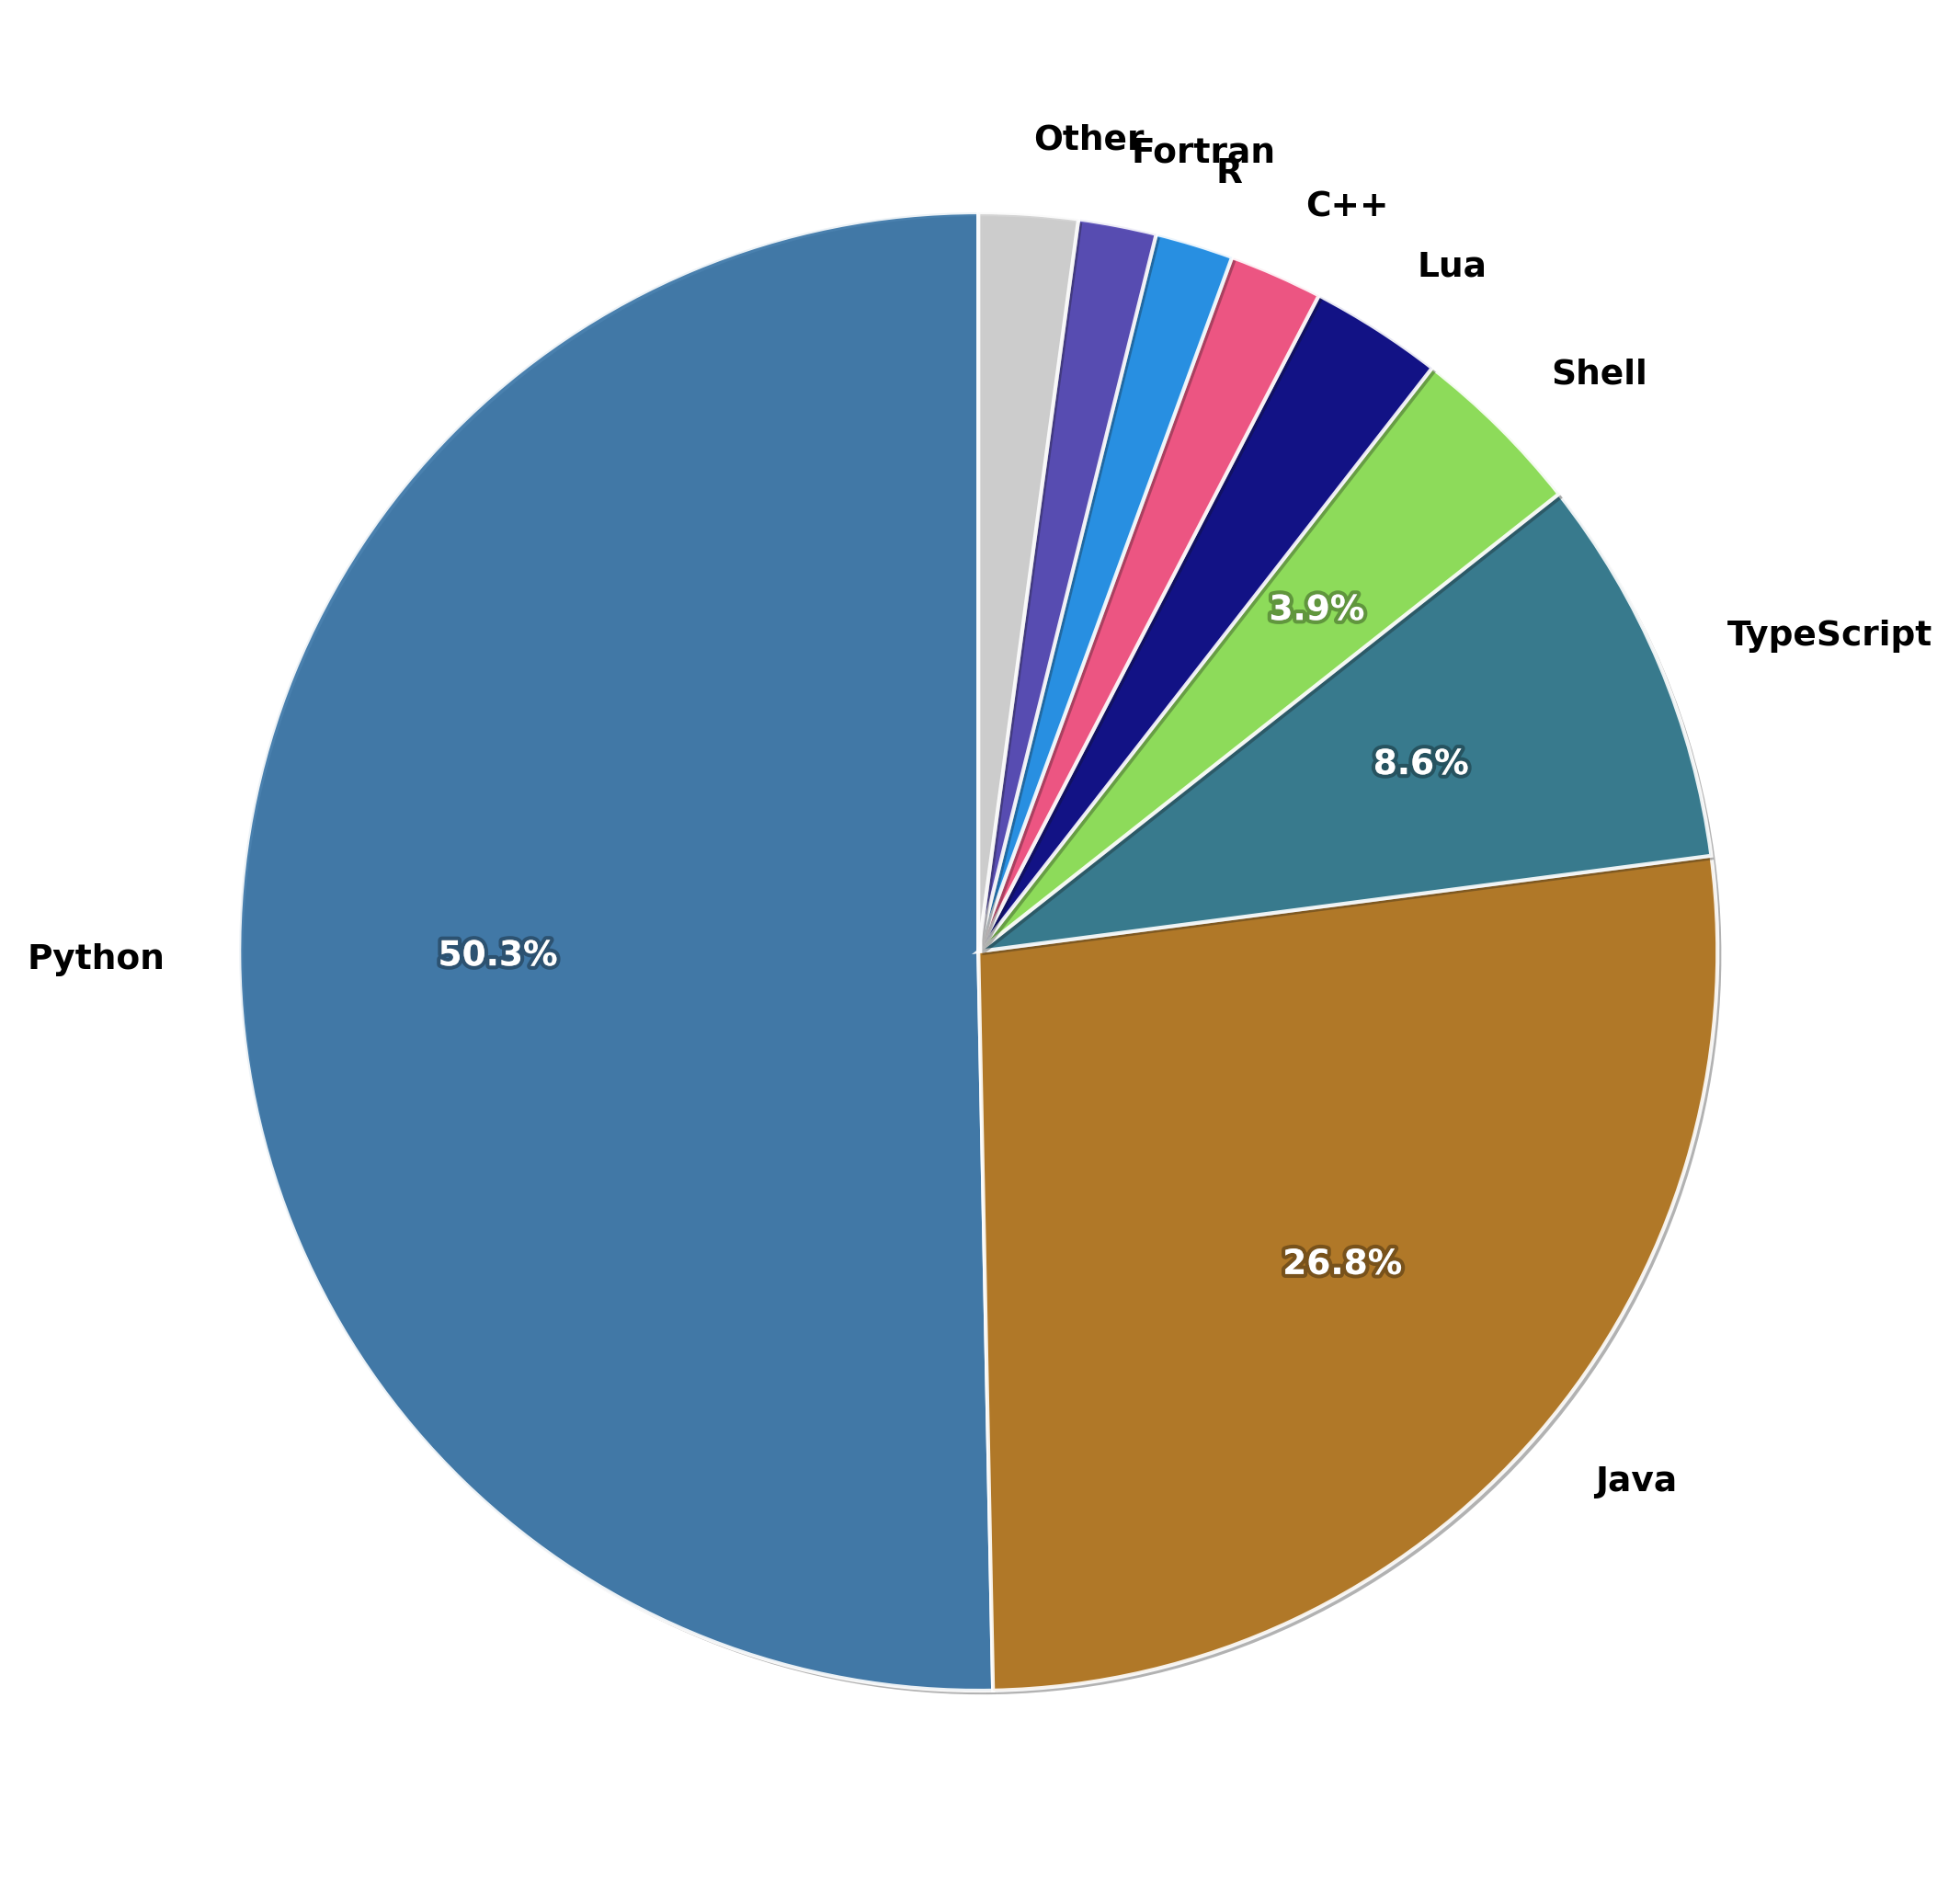 Other
Fortran
R
C++
Lua
Shell
3.9%
TypeScript
8.6%
Python
50.3%
26.8%
Java